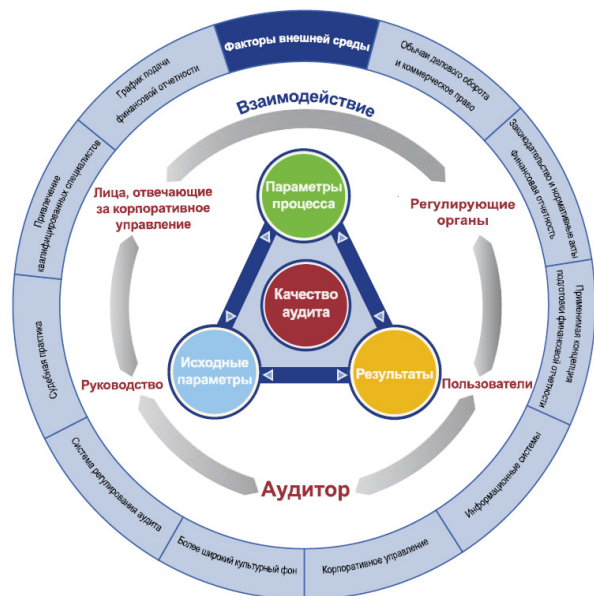 Факторы внешней среды
Обычаи делового оборота
и коммерческое право
Законодательство и нормативные акты
Финансовая отчетность
Применимая концепция
подготовки финансовой отчетности
Информационные системы
Корпоративное управление
Более широкий культурный фон
Система регулирования аудита
Судебная практика
Привлечение
квалифицированных специалистов
График подачи
финансовой отчетности
Взаимодействие
Лица, отвечающие
за корпоративное
управление
Регулирующие
органы
Руководство
Пользователи
Аудитор
Параметры
процесса
Качество
аудита
Исходные
параметры
Результаты